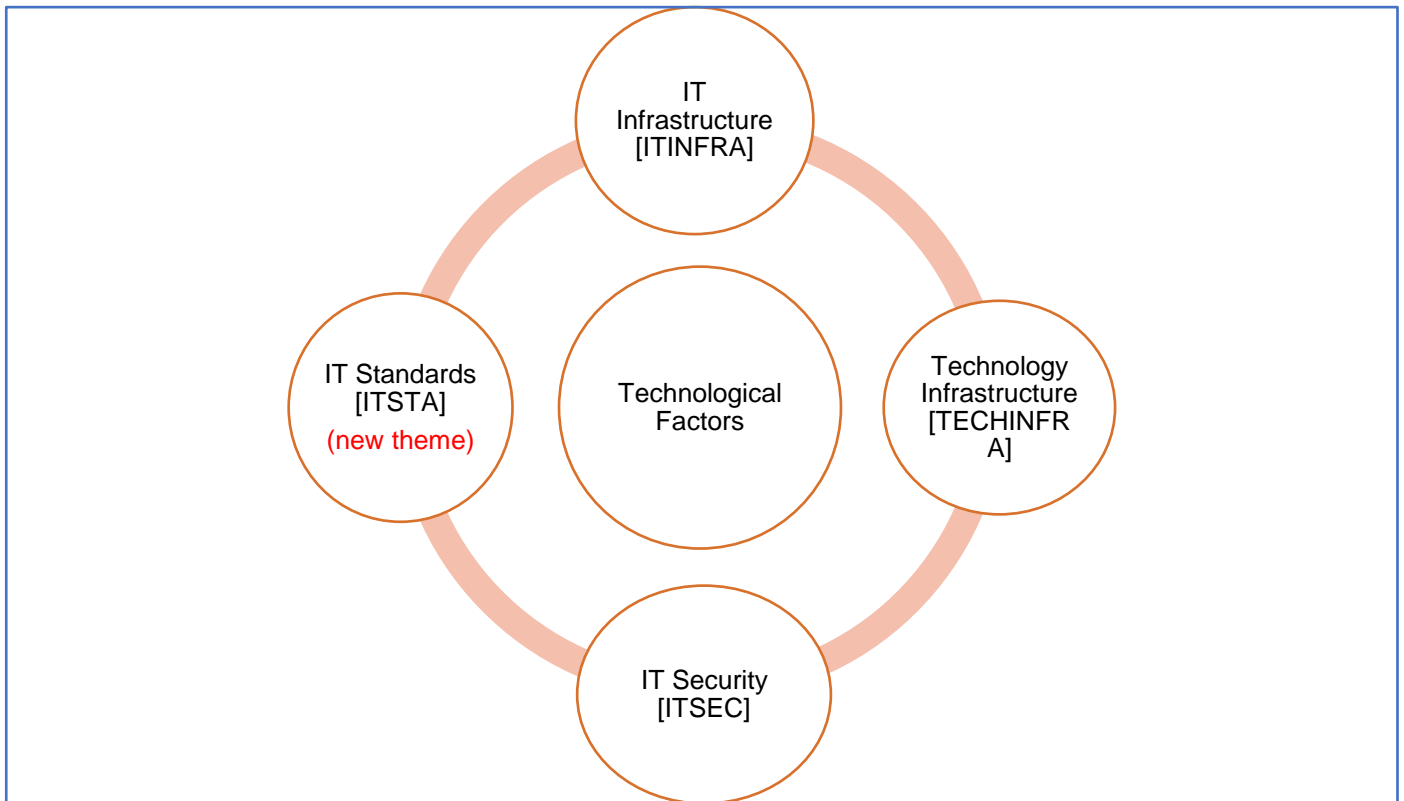 IT
Infrastructure
[ITINFRA]
IT Standards
[ITSTA]
(new theme)
Technological
Factors
Technology
Infrastructure
[TECHINFR
A]
IT Security
[ITSEC]